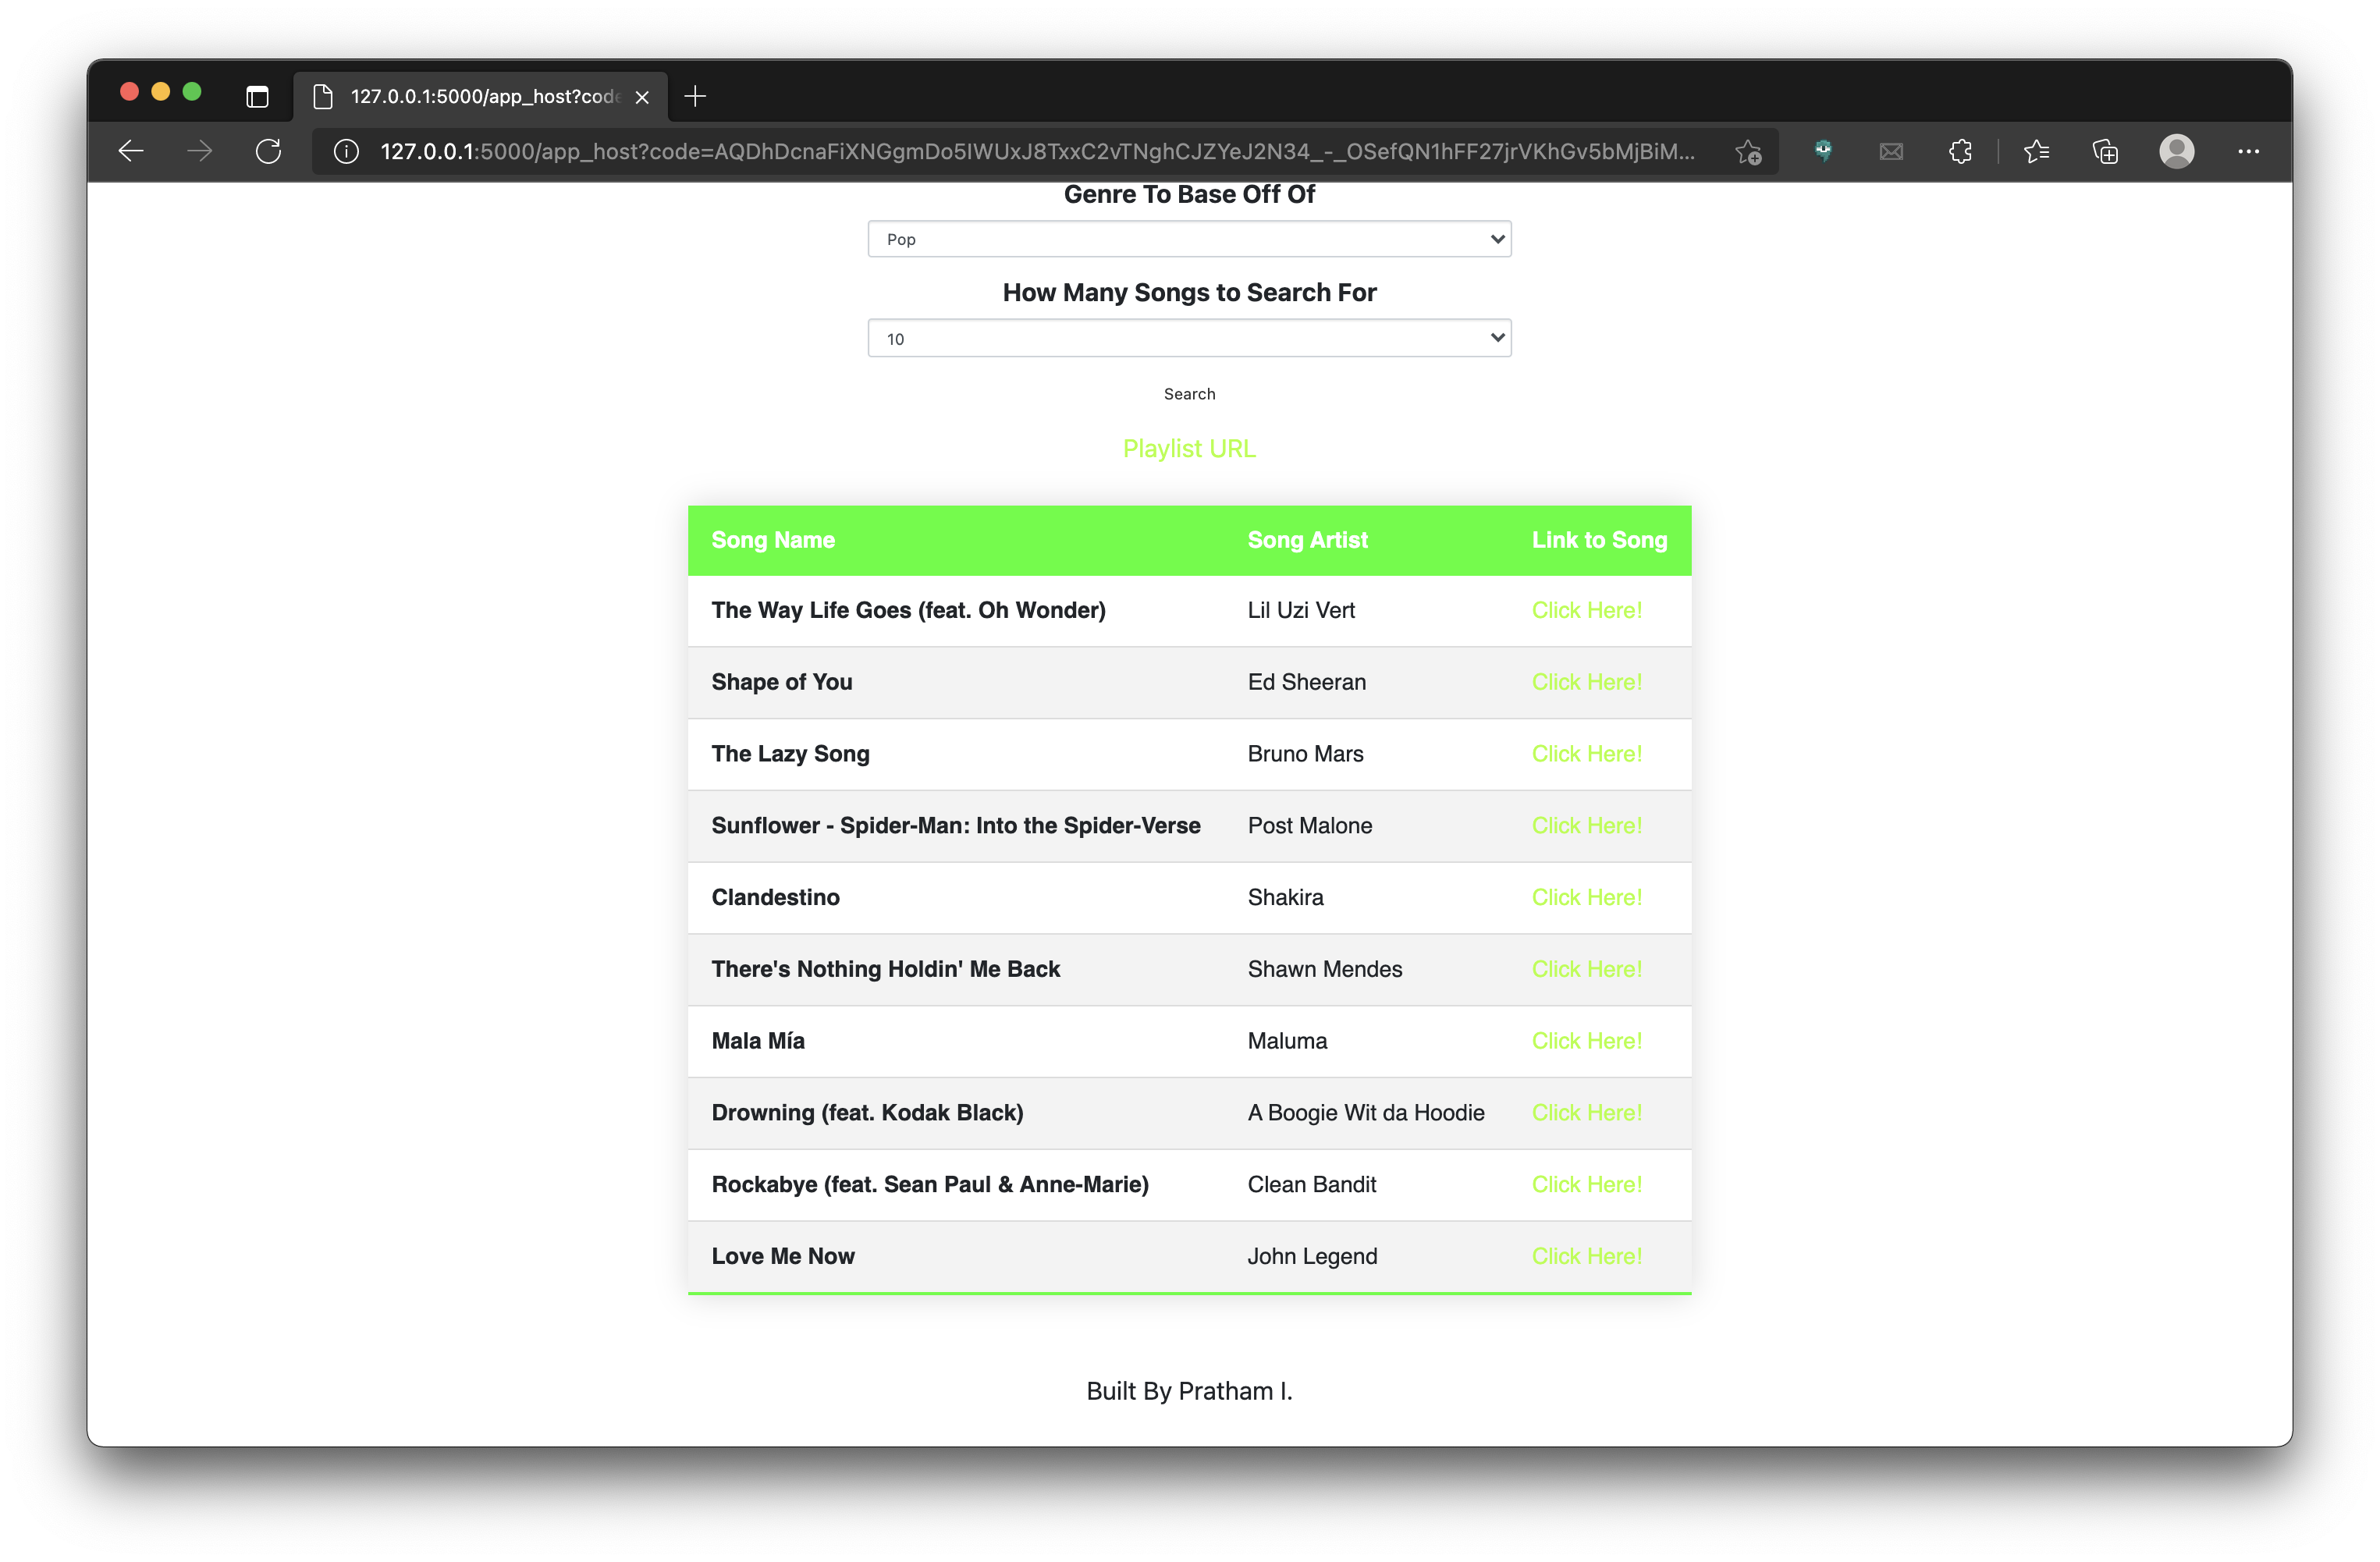 127.0.0.1:5000/app_host?code
127.0.0.1:5000/app_host?code=AQDhDcnaFiXNGgmDo5IWUxJ8TxxC2vTNghCJZYeJ2N34_-_OSefQN1hFF27jrVKhGv5bMjBiM...
Genre To Base Off Of
Pop
How Many Songs to Search For
10
Search
Playlist URL
Song Name Song Artist Link to Song
The Way Life Goes (feat. Oh Wonder) Lil Uzi Vert Click Here!
Shape of You Ed Sheeran Click Here!
The Lazy Song Bruno Mars Click Here!
Sunflower - Spider-Man: Into the Spider-Verse Post Malone Click Here!
Clandestino Shakira Click Here!
There's Nothing Holdin' Me Back Shawn Mendes Click Here!
Mala Mía Maluma Click Here!
Drowning (feat. Kodak Black) A Boogie Wit da Hoodie Click Here!
Rockabye (feat. Sean Paul & Anne-Marie) Clean Bandit Click Here!
Love Me Now John Legend Click Here!
Built By Pratham I.